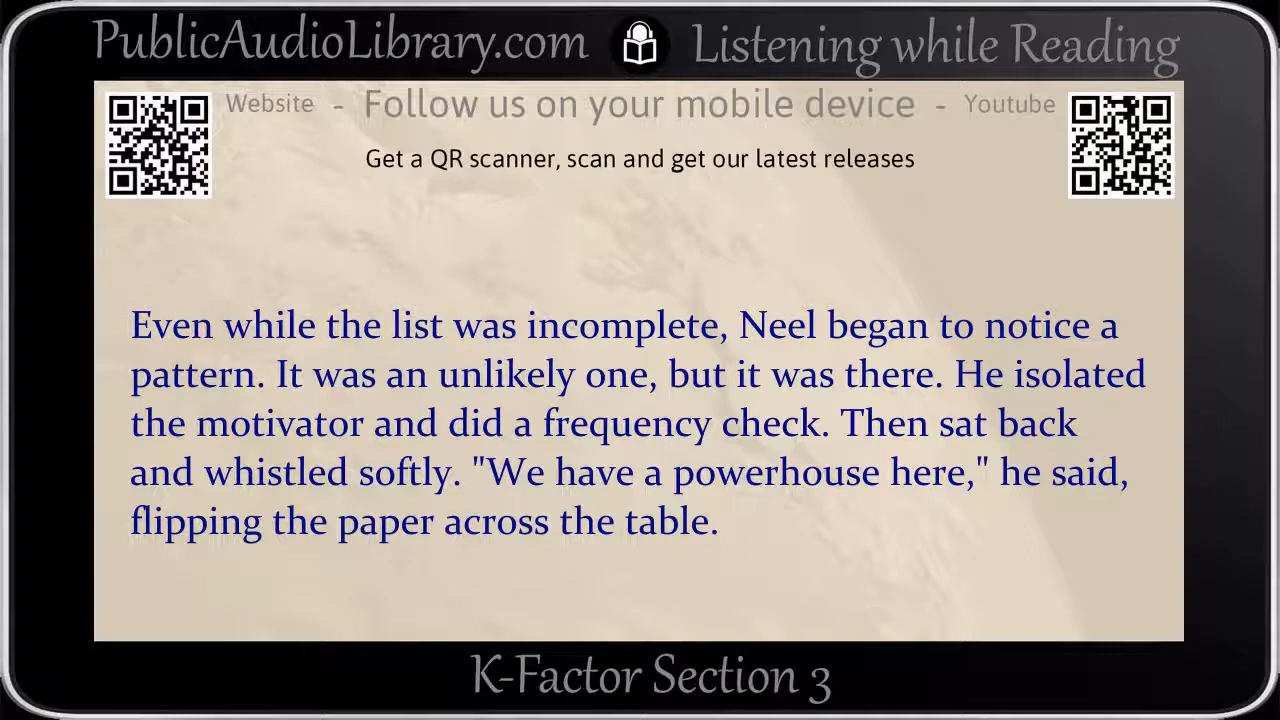 PublicAudioLibrary.com Listening while Reading
Website - Follow us on your mobile device - Youtube
Get a QR scanner, scan and get our latest releases
Even while the list was incomplete, Neel began to notice a
pattern. It was an unlikely one, but it was there. He isolated
the motivator and did a frequency check. Then sat back
and whistled softly. "We have a powerhouse here," he said,
flipping the paper across the table.
K-Factor Section 3